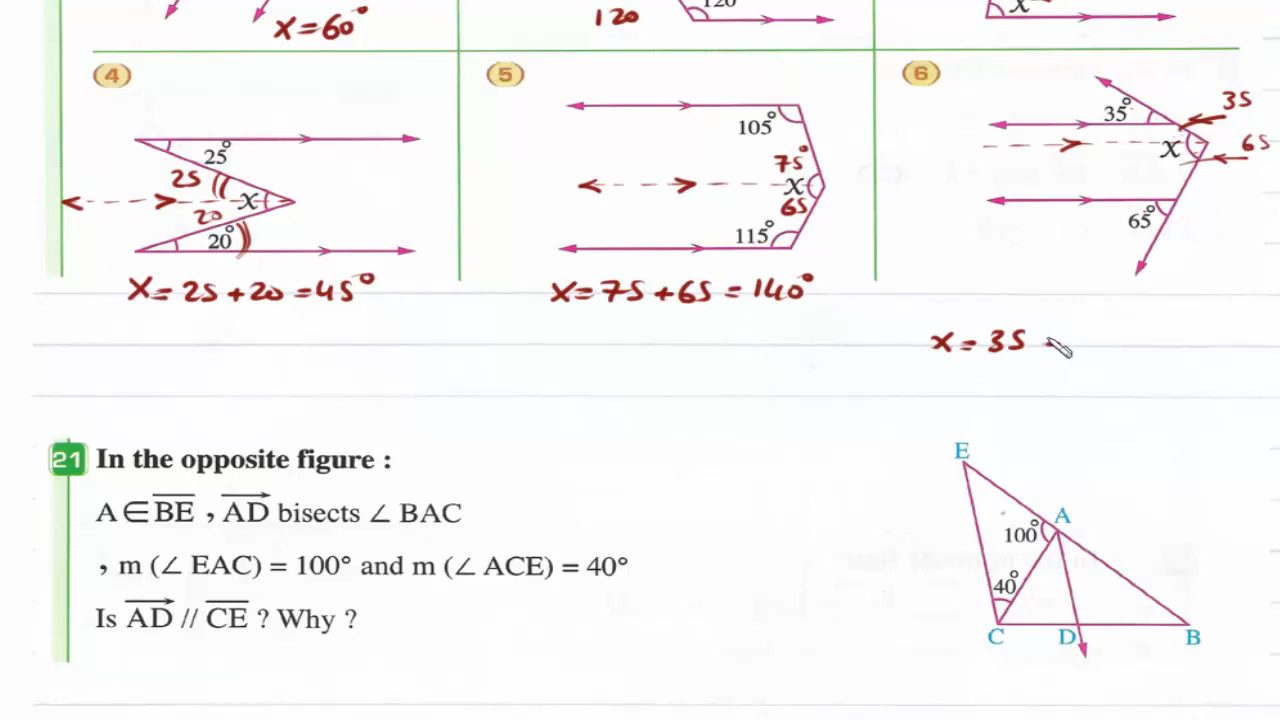 x = 60°
120
120
x
4
25°
25
x
20
20°
x = 25 + 20 = 45°
5
105°
75°
x
65
115°
x = 75 + 65 = 140°
6
35°
35
x
65
65°
x = 35
21 In the opposite figure :
A ∈ BE , AD bisects ∠ BAC
, m (∠ EAC) = 100° and m (∠ ACE) = 40°
Is AD // CE ? Why ?
E
A
100°
40°
C
D
B